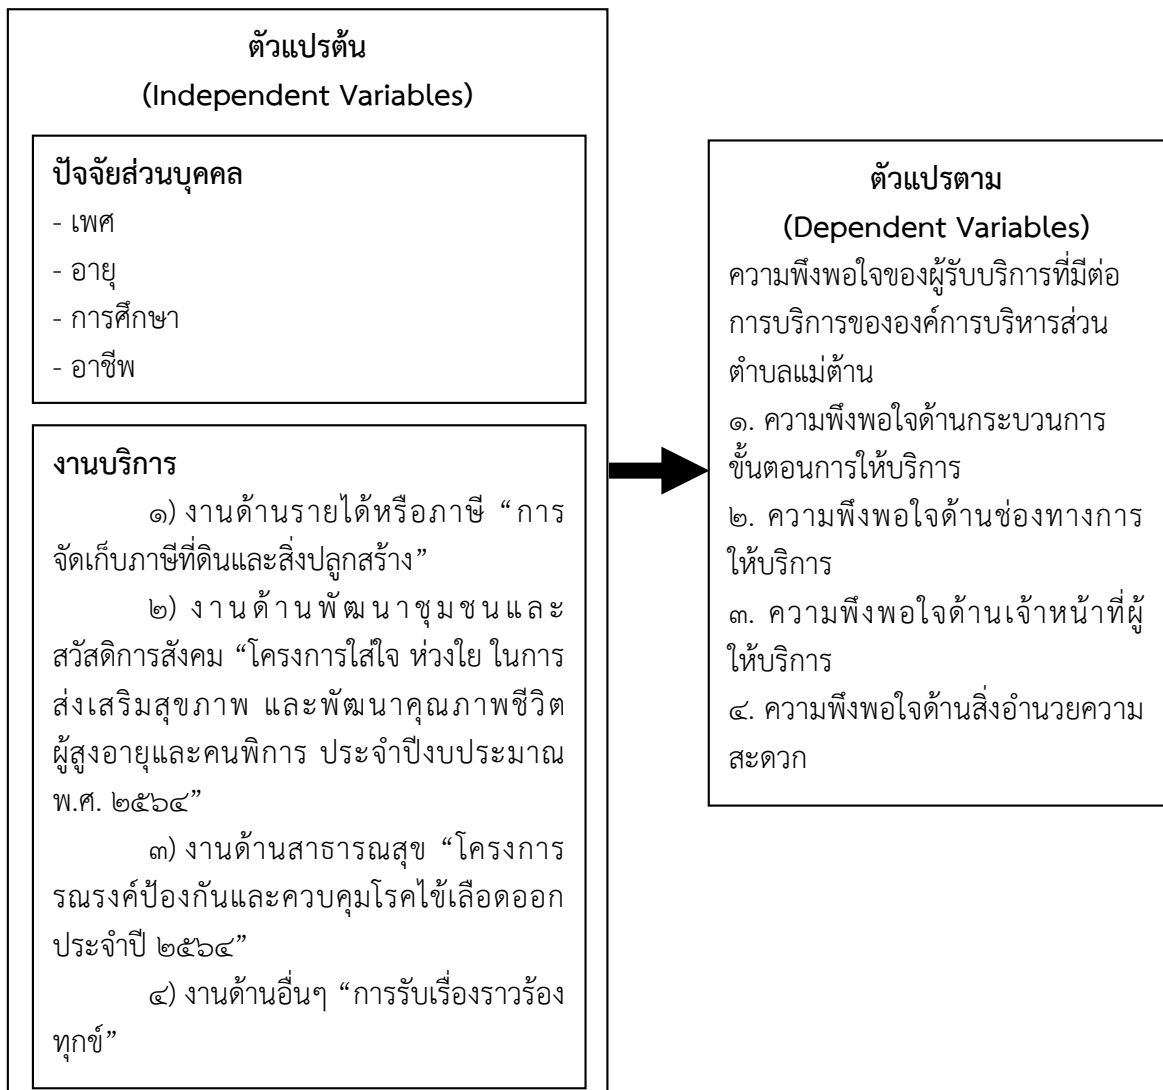 ตัวแปรต้น
(Independent Variables)
ปัจจัยส่วนบุคคล
- เพศ
- อายุ
- การศึกษา
- อาชีพ
งานบริการ
๑) งานด้านรายได้หรือภาษี “การ
จัดเก็บภาษีที่ดินและสิ่งปลูกสร้าง”
๒) งานด้านพัฒนาชุมชนและ
สวัสดิการสังคม “โครงการใส่ใจ ห่วงใย ในการ
ส่งเสริมสุขภาพ และพัฒนาคุณภาพชีวิต
ผู้สูงอายุและคนพิการ ประจำปีงบประมาณ
พ.ศ. ๒๕๖๔”
๓) งานด้านสาธารณสุข “โครงการ
รณรงค์ป้องกันและควบคุมโรคไข้เลือดออก
ประจำปี ๒๕๖๔”
๔) งานด้านอื่นๆ “การรับเรื่องราวร้อง
ทุกข์”
ตัวแปรตาม
(Dependent Variables)
ความพึงพอใจของผู้รับบริการที่มีต่อ
การบริการขององค์การบริหารส่วน
ตำบลแม่ต้าน
๑. ความพึงพอใจด้านกระบวนการ
ขั้นตอนการให้บริการ
๒. ความพึงพอใจด้านช่องทางการ
ให้บริการ
๓. ความพึงพอใจด้านเจ้าหน้าที่ผู้
ให้บริการ
๔. ความพึงพอใจด้านสิ่งอำนวยความ
สะดวก